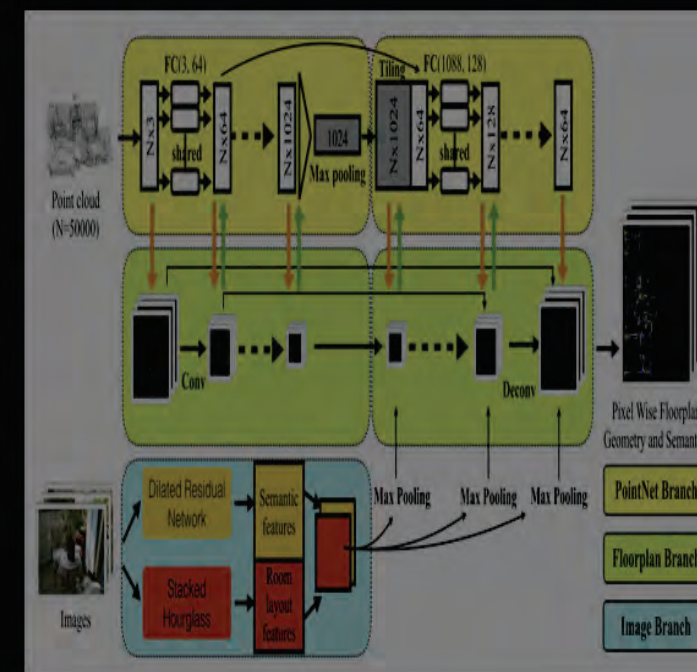 FC(3, 64)
Tiling
FC(1088, 128)
Nx3
shared
Nx64
Nx1024
1024
Max pooling
Nx1024
Nx64
shared
Nx128
Nx64
Point cloud
(N=50000)
Conv
Deconv
Pixel Wise Floorpla
Geometry and Semant
Dilated Residual
Network
Semantic
features
Max Pooling
Max Pooling
Max Pooling
PointNet Branch
Floorplan Branch
Stacked
Hourglass
Room
layout
features
Images
Image Branch